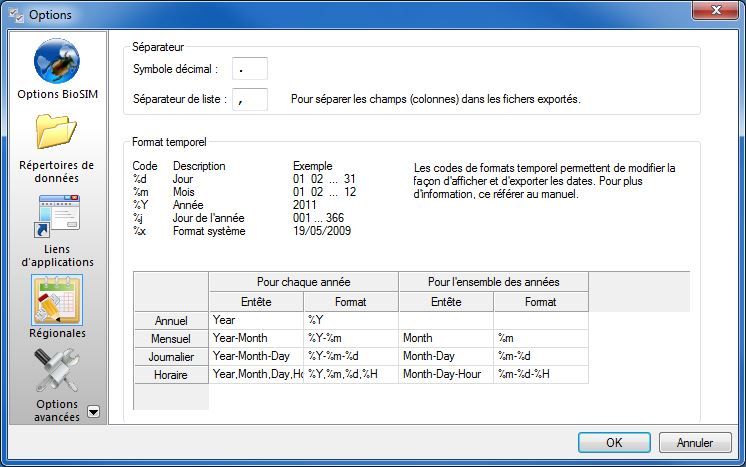 Options
Options BioSIM
Répertoires de
données
Liens
d'applications
Régionales
Options
avancées
Séparateur
Symbole décimal : .
Séparateur de liste : , Pour séparer les champs (colonnes) dans les fichiers exportés.
Format temporel
Code Description Exemple
%d Jour 01 02 ... 31
%m Mois 01 02 ... 12
%Y Année 2011
%j Jour de l'année 001 ... 366
%x Format système 19/05/2009
Les codes de formats temporel permettent de modifier la
façon d'afficher et d'exporter les dates. Pour plus
d'information, ce référer au manuel.
Pour chaque année Pour l'ensemble des années
Entête Format Entête Format
Annuel Year %Y
Mensuel Year-Month %Y-%m Month %m
Journalier Year-Month-Day %Y-%m-%d Month-Day %m-%d
Horaire Year,Month,Day,Ho %Y,%m,%d,%H Month-Day-Hour %m-%d-%H
OK Annuler